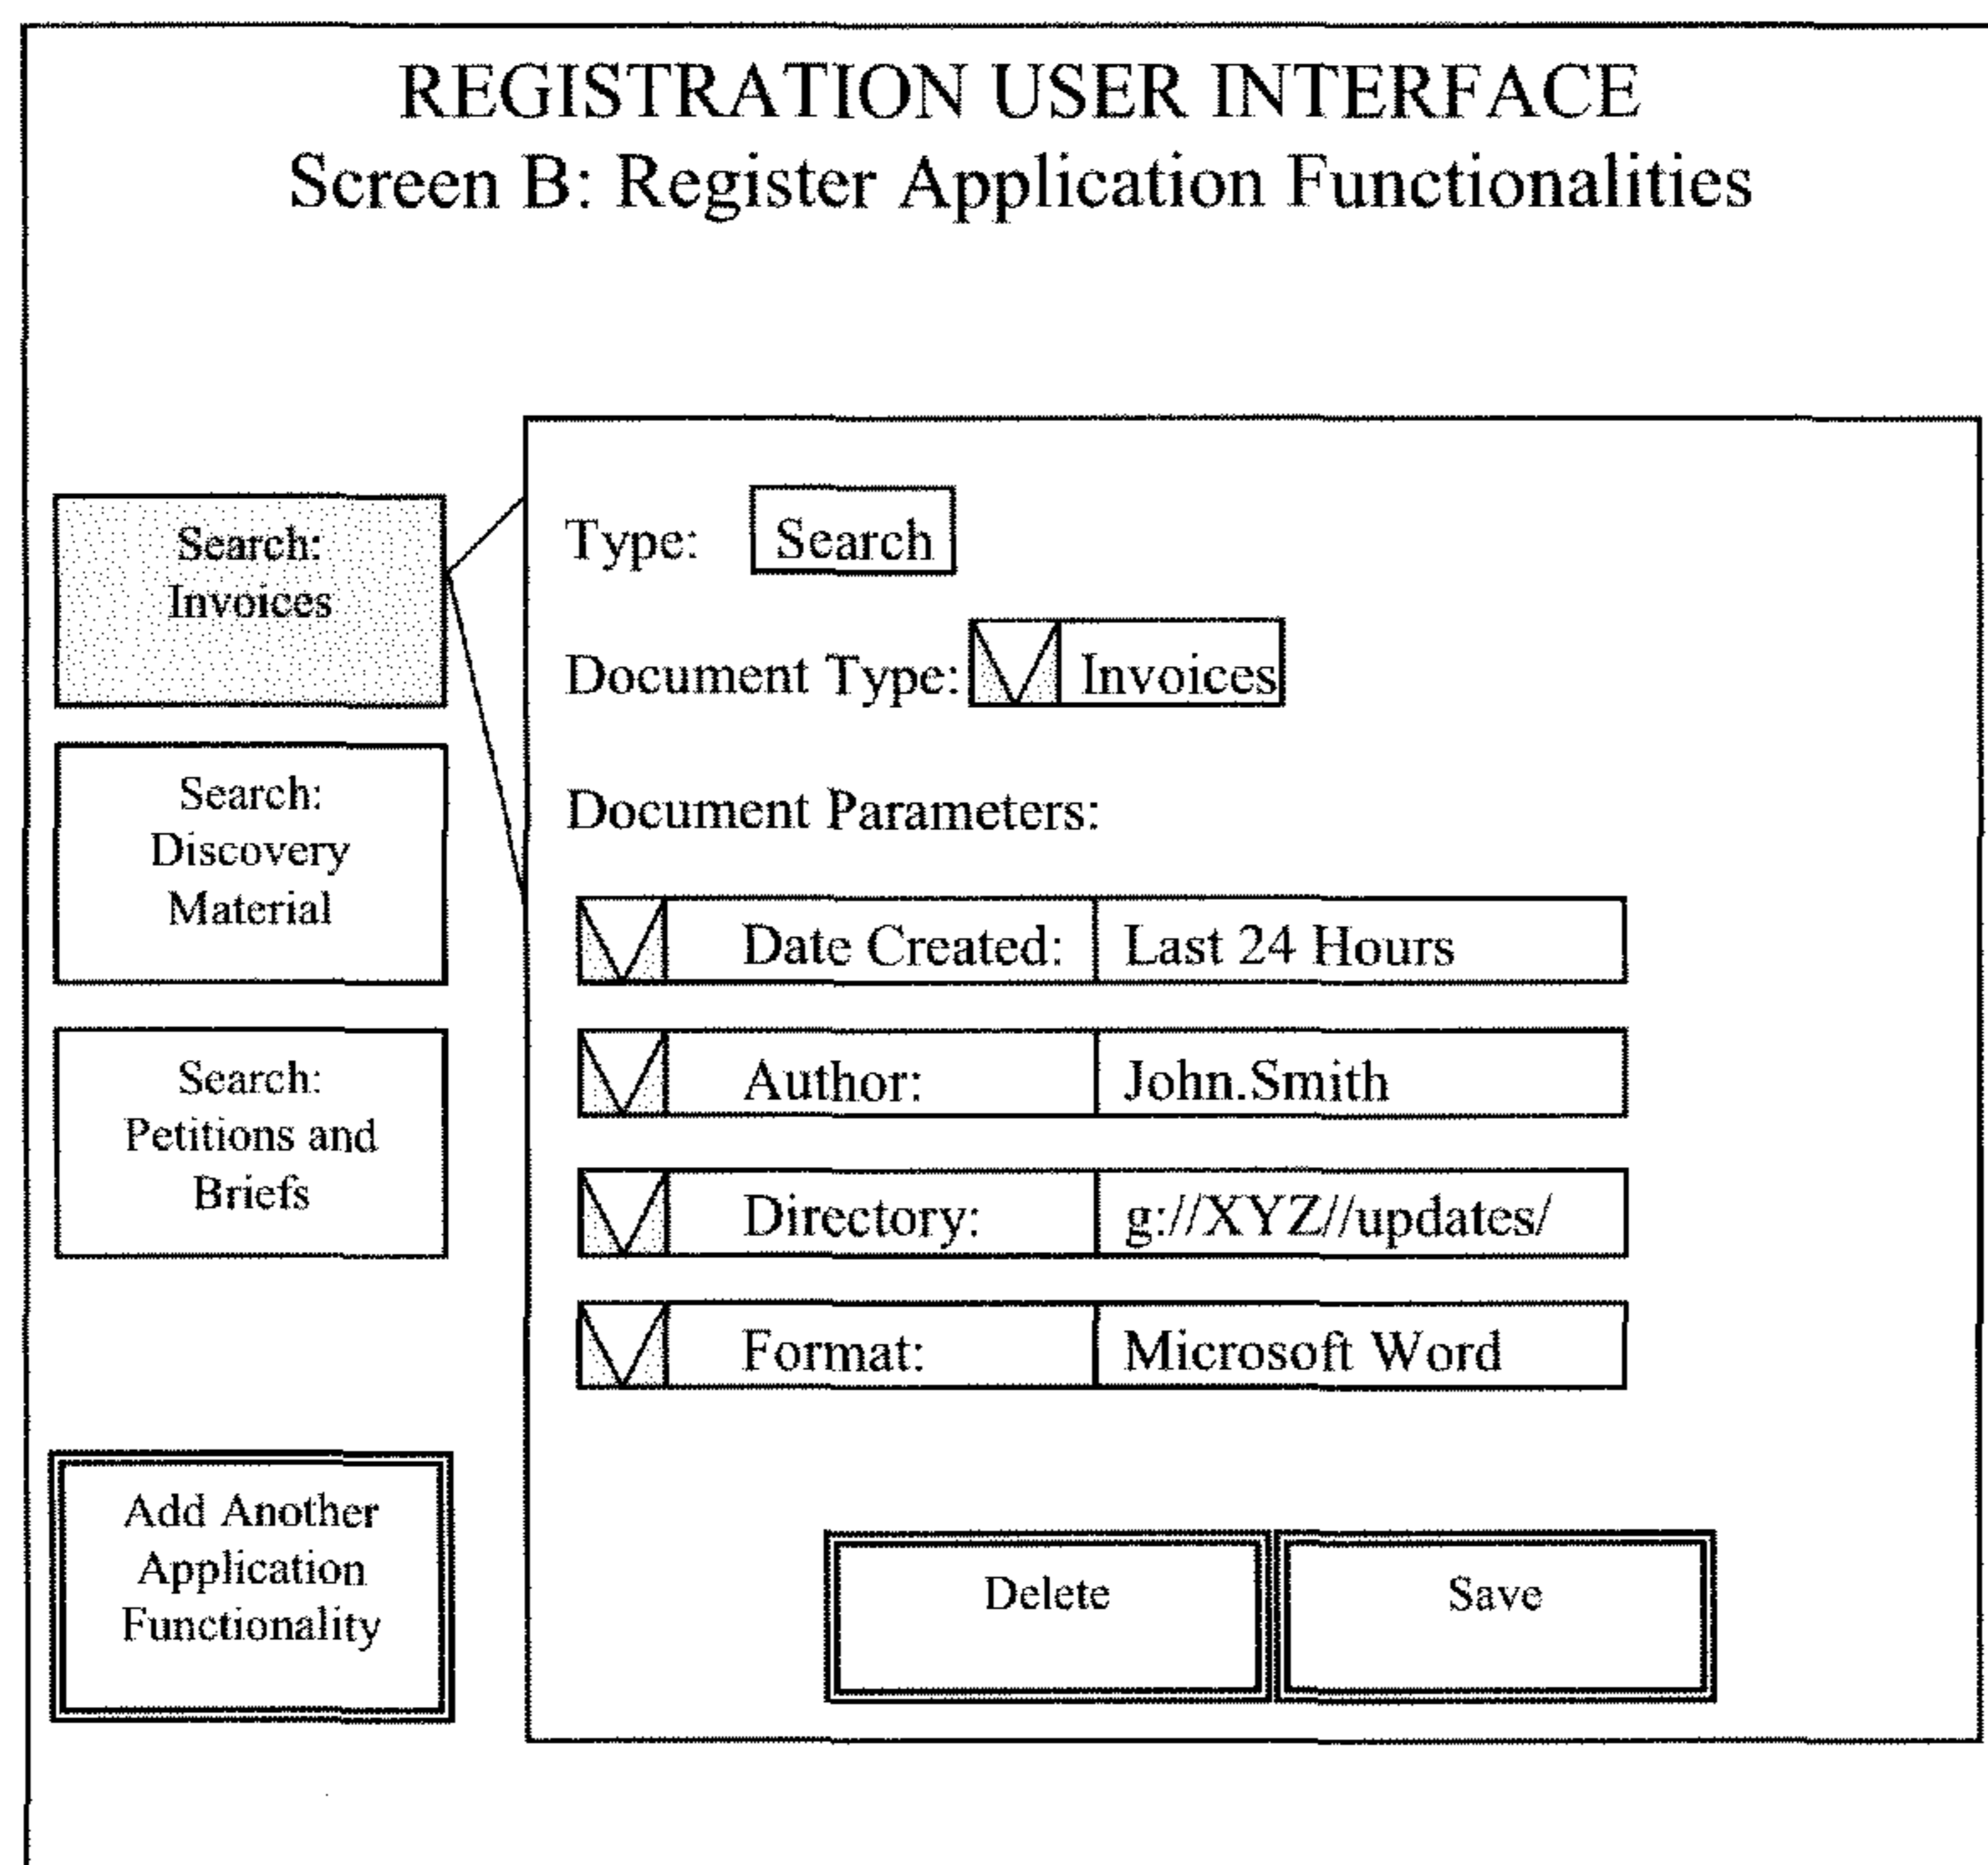 REGISTRATION USER INTERFACE
Screen B: Register Application Functionalities
Search:
Invoices
Search:
Discovery
Material
Search:
Petitions and
Briefs
Add Another
Application
Functionality
Type: Search
Document Type: Invoices
Document Parameters:
Date Created: Last 24 Hours
Author: John.Smith
Directory: g://XYZ//updates/
Format: Microsoft Word
Delete Save